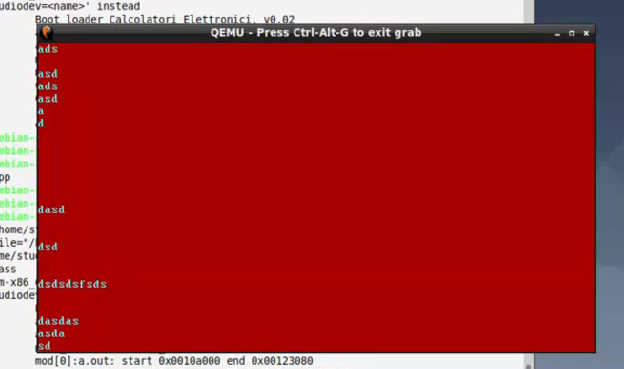 udiodev=<name>' instead
Boot loader Calcolatori Elettronici, v0.02
QEMU - Press Ctrl-Alt-G to exit grab
ads
asd
ads
asd
a
d
ebian-
ebian-
ebian-
pp
ebian-
ebian-
ebian-
dasd
home/st
ile="/
dsd
me/stud
ass
m-x86_
dsdsdsfsds
udiodev
dasdas
asda
sd
mod[0]:a.out: start 0x0010a000 end 0x00123080